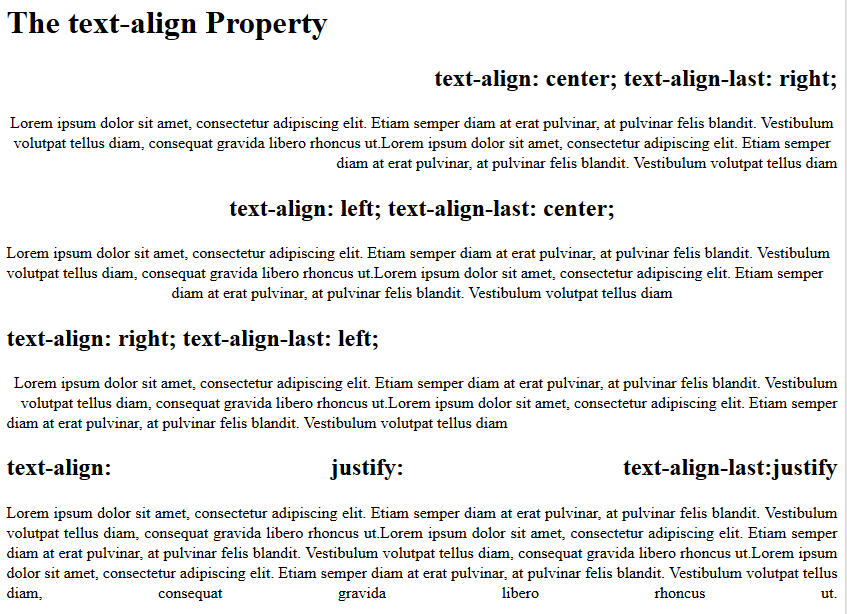 The text-align Property
text-align: center; text-align-last: right;
Lorem ipsum dolor sit amet, consectetur adipiscing elit. Etiam semper diam at erat pulvinar, at pulvinar felis blandit. Vestibulum
volutpat tellus diam, consequat gravida libero rhoncus ut.Lorem ipsum dolor sit amet, consectetur adipiscing elit. Etiam semper
diam at erat pulvinar, at pulvinar felis blandit. Vestibulum volutpat tellus diam
text-align: left; text-align-last: center;
Lorem ipsum dolor sit amet, consectetur adipiscing elit. Etiam semper diam at erat pulvinar, at pulvinar felis blandit. Vestibulum
volutpat tellus diam, consequat gravida libero rhoncus ut.Lorem ipsum dolor sit amet, consectetur adipiscing elit. Etiam semper
diam at erat pulvinar, at pulvinar felis blandit. Vestibulum volutpat tellus diam
text-align: right; text-align-last: left;
Lorem ipsum dolor sit amet, consectetur adipiscing elit. Etiam semper diam at erat pulvinar, at pulvinar felis blandit. Vestibulum
volutpat tellus diam, consequat gravida libero rhoncus ut.Lorem ipsum dolor sit amet, consectetur adipiscing elit. Etiam semper
diam at erat pulvinar, at pulvinar felis blandit. Vestibulum volutpat tellus diam
text-align: justify: text-align-last:justify
Lorem ipsum dolor sit amet, consectetur adipiscing elit. Etiam semper diam at erat pulvinar, at pulvinar felis blandit. Vestibulum
volutpat tellus diam, consequat gravida libero rhoncus ut.Lorem ipsum dolor sit amet, consectetur adipiscing elit. Etiam semper
diam at erat pulvinar, at pulvinar felis blandit. Vestibulum volutpat tellus diam, consequat gravida libero rhoncus ut.Lorem ipsum
dolor sit amet, consectetur adipiscing elit. Etiam semper diam at erat pulvinar, at pulvinar felis blandit. Vestibulum volutpat tellus
diam, consequat gravida libero rhoncus ut.